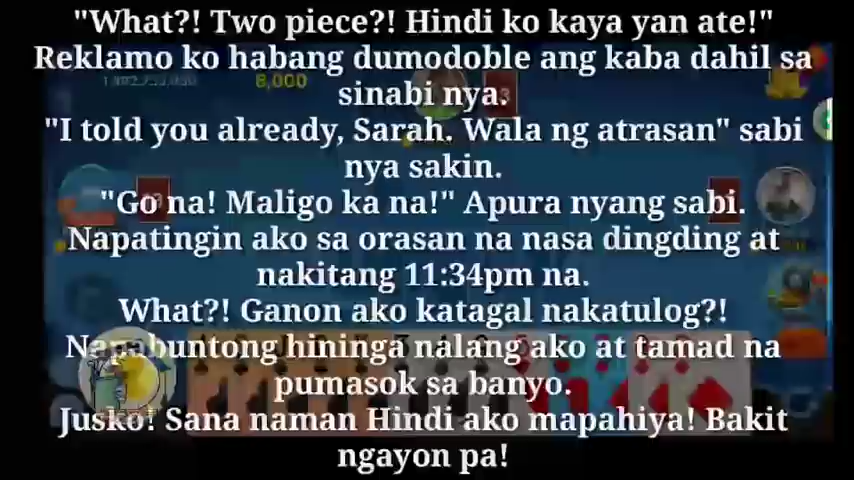 "What?! Two piece?! Hindi ko kaya yan ate!"
Reklamo ko habang dumodoble ang kaba dahil sa
sinabi nya.
"I told you already, Sarah. Wala ng atrasan" sabi
nya sakin.
"Go na! Maligo ka na!" Apura nyang sabi.
Napatingin ako sa orasan na nasa dingding at
nakitang 11:34pm na.
What?! Ganon ako katagal nakatulog?!
Napabuntong hininga nalang ako at tamad na
pumasok sa banyo.
Jusko! Sana naman Hindi ako mapahiya! Bakit
ngayon pa!
8,000